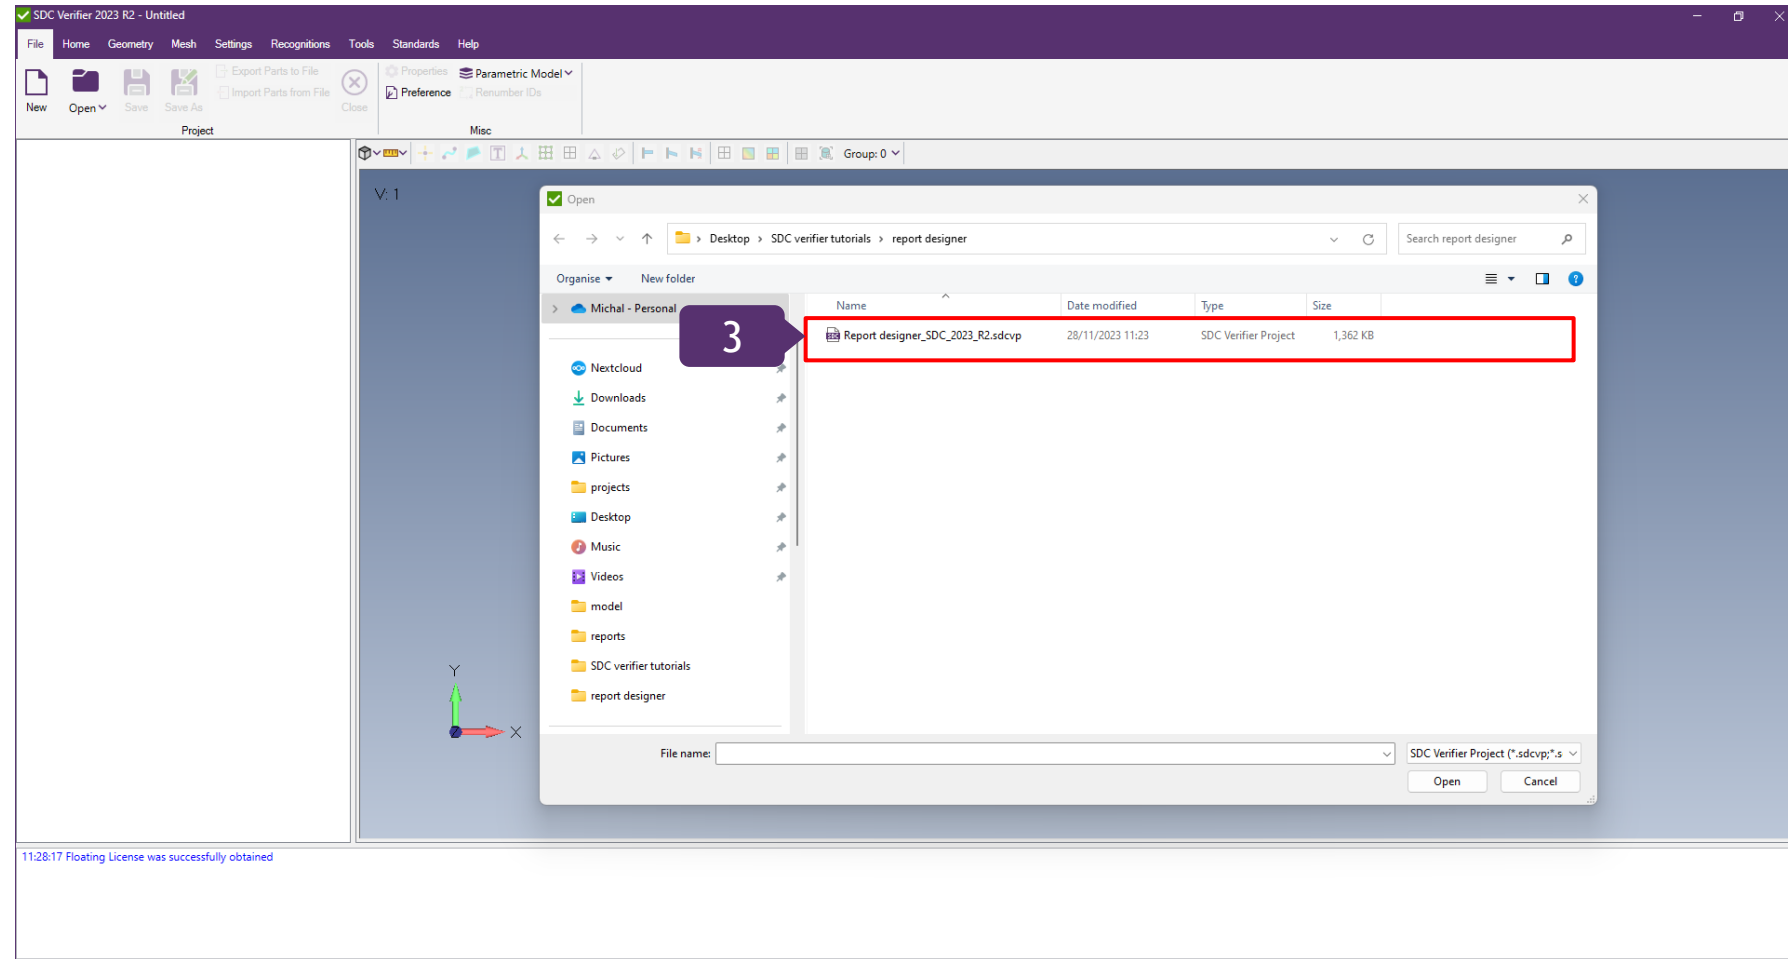 SDC Verifier 2023 R2 - Untitled
File Home Geometry Mesh Settings Recognitions Tools Standards Help
Export Parts to File Properties Parametric Model
Import Parts from File Preference Renumber IDs
New Open Save Save As Close
Project Misc
Group: 0
V: 1
Open
Desktop > SDC verifier tutorials > report designer
Search report designer
Organise New folder
Michal - Personal
Name Date modified Type Size
3
Report designer_SDC_2023_R2.sdcvp 28/11/2023 11:23 SDC Verifier Project 1,362 KB
Nextcloud
Downloads
Documents
Pictures
projects
Desktop
Music
Videos
model
reports
SDC verifier tutorials
report designer
Y
X
Z
File name: SDC Verifier Project (*.sdcvp;*.s
Open Cancel
11:28:17 Floating License was successfully obtained